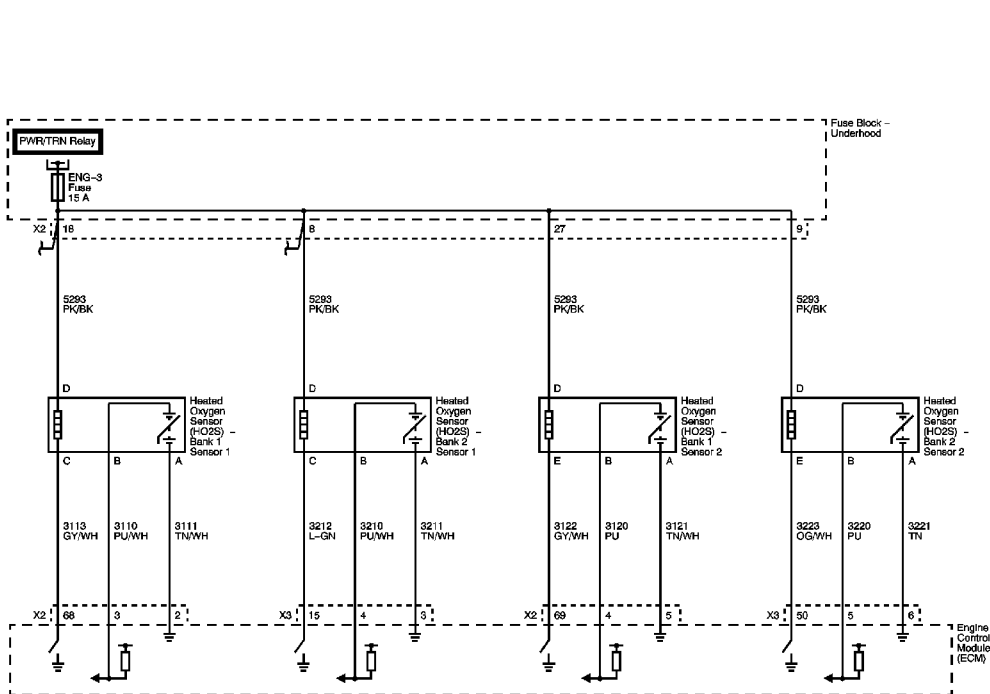 Fuse Block –
Underhood
PWR/TRN Relay
ENG–3
Fuse
15 A
X2 18 8 27 9
5293
PK/BK
5293
PK/BK
5293
PK/BK
5293
PK/BK
D D D D
Heated
Oxygen
Sensor
(HO2S) –
Bank 1
Sensor 1
Heated
Oxygen
Sensor
(HO2S) –
Bank 2
Sensor 1
Heated
Oxygen
Sensor
(HO2S) –
Bank 1
Sensor 2
Heated
Oxygen
Sensor
(HO2S) –
Bank 2
Sensor 2
C B A C B A E B A E B A
3113
GY/WH
3110
PU/WH
3111
TN/WH
3212
L–GN
3210
PU/WH
3211
TN/WH
3122
GY/WH
3120
PU
3121
TN/WH
3223
OG/WH
3220
PU
3221
TN
X2 68 3 2 X3 15 4 3 X2 69 4 5 X3 50 5 6
Engine
Control
Module
(ECM)